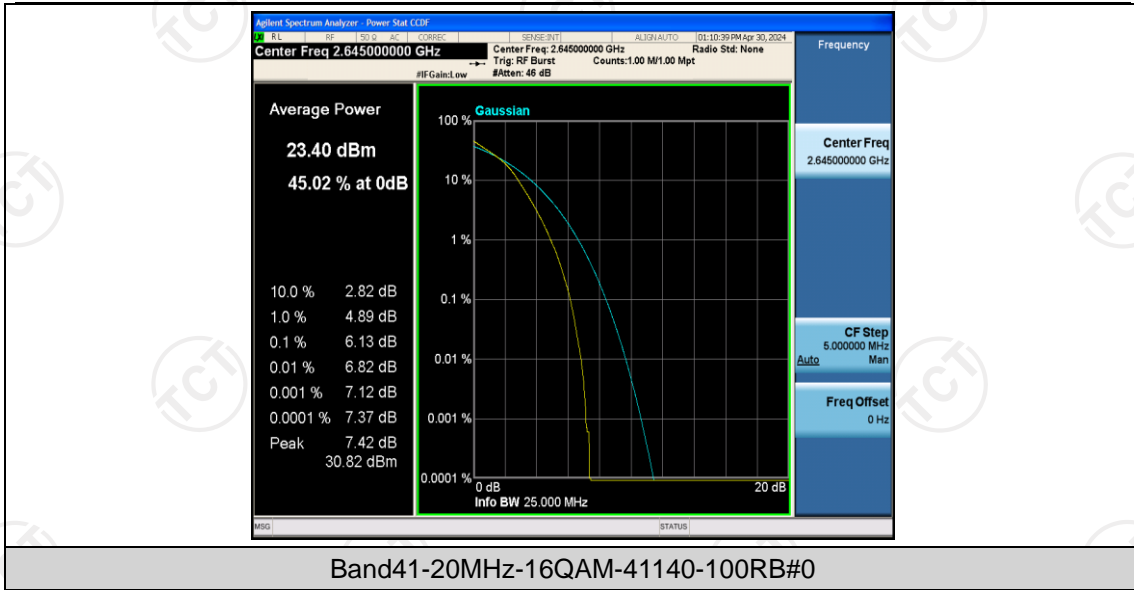 Agilent Spectrum Analyzer - Power Stat CCDF
LXI RL RF 50 Ω AC CORREC SENSE:INT ALIGN AUTO 01:10:39 PM Apr 30, 2024
Center Freq 2.645000000 GHz
Center Freq: 2.645000000 GHz Radio Std: None
Trig: RF Burst Counts:1.00 M/1.00 Mpt
#IFGain:Low #Atten: 46 dB
Frequency
Average Power
23.40 dBm
45.02 % at 0dB
10.0 % 2.82 dB
1.0 % 4.89 dB
0.1 % 6.13 dB
0.01 % 6.82 dB
0.001 % 7.12 dB
0.0001 % 7.37 dB
Peak 7.42 dB
30.82 dBm
Gaussian
100 %
10 %
1 %
0.1 %
0.01 %
0.001 %
0.0001 %
0 dB 20 dB
Info BW 25.000 MHz
Center Freq
2.645000000 GHz
CF Step
5.000000 MHz
Auto Man
Freq Offset
0 Hz
MSG STATUS
Band41-20MHz-16QAM-41140-100RB#0
TCT
TCT
TCT
TCT